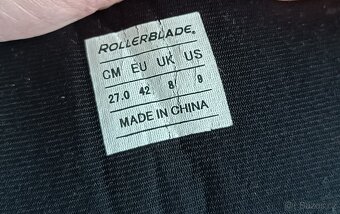 ROLLERBLADE®
CM EU UK US
27.0 42 8 9
MADE IN CHINA